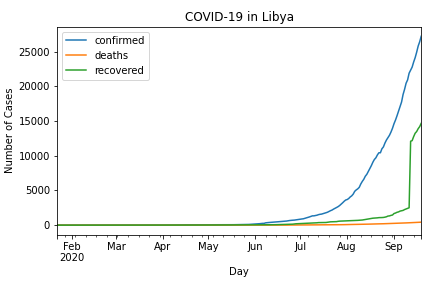 COVID-19 in Libya
confirmed
deaths
recovered
Number of Cases
25000
20000
15000
10000
5000
0
Feb Mar Apr May Jun Jul Aug Sep
2020
Day